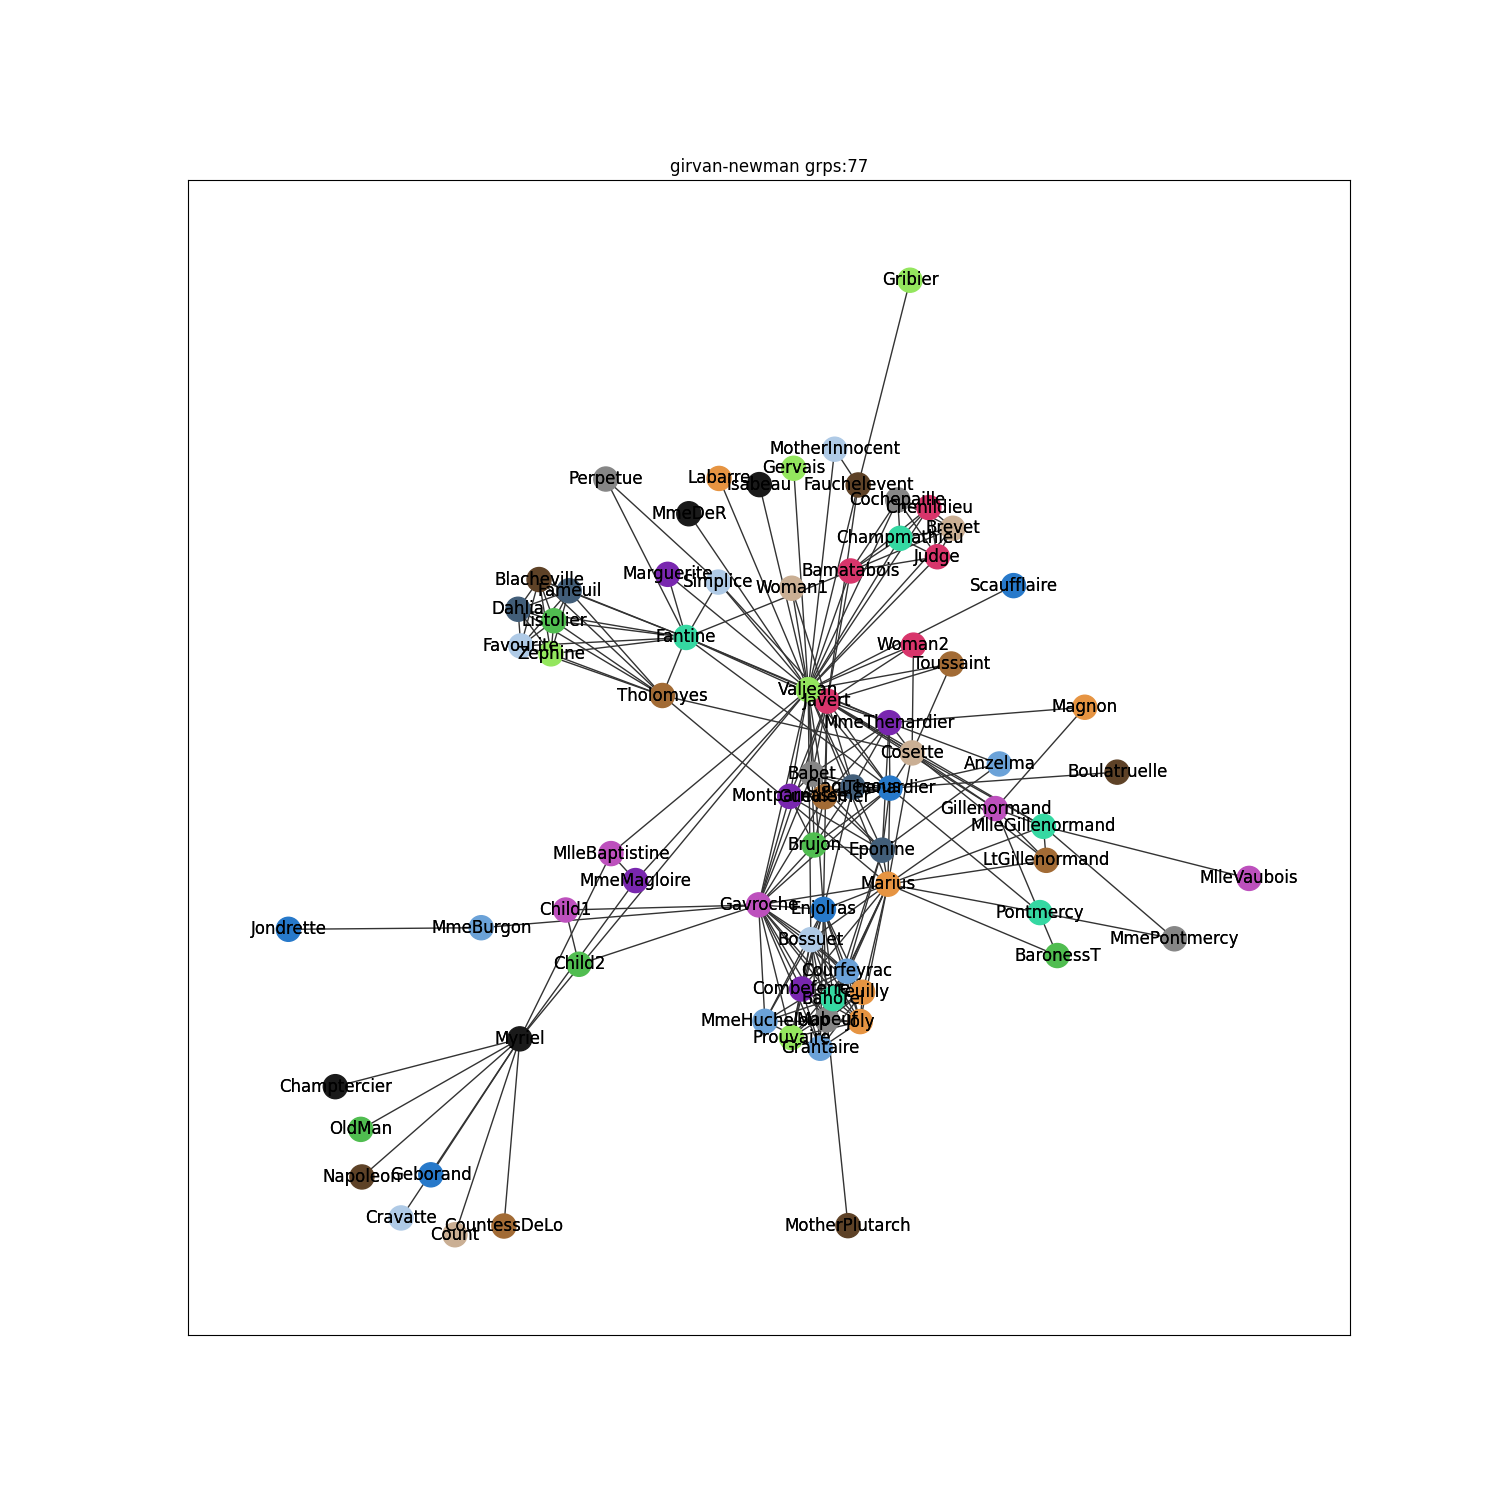 girvan-newman grps:77
Gribier
MotherInnocent
Gervais
Perpetue
Labarre
Isabeau
Fauchelevent
Cochepaille
Chenildieu
MmeDeR
Brevet
Champmathieu
Judge
Bamatabois
Marguerite
Simplice
Woman1
Scaufflaire
Blacheville
Fameuil
Dahlia
Listolier
Favourite
Zephine
Fantine
Woman2
Toussaint
Valjean
Javert
Tholomyes
Magnon
MmeThenardier
Cosette
Anzelma
Babet
Boulatruelle
Claquesous
Thenardier
Montparnasse
Gueulemer
Gillenormand
MlleGillenormand
Brujon
Eponine
MlleBaptistine
LtGillenormand
MmeMagloire
Marius
MlleVaubois
Gavroche
Enjolras
Child1
Pontmercy
Jondrette
MmeBurgon
Bossuet
MmePontmercy
BaronessT
Child2
Courfeyrac
Combeferre
Feuilly
Bahorel
MmeHucheloup
Mabeuf
Joly
Prouvaire
Grantaire
Myriel
Champtercier
OldMan
Napoleon
Geborand
Cravatte
Count
CountessDeLo
MotherPlutarch